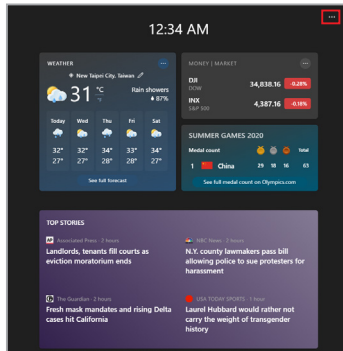 12:34 AM
WEATHER
New Taipei City, Taiwan
31 °C
°F
Rain showers
87%
Today Wed Thu Fri Sat
32° 32° 34° 33° 34°
27° 27° 28° 28° 27°
See full forecast
MONEY | MARKET
DJI
DOW
34,838.16 -0.28%
INX
S&P 500
4,387.16 -0.18%
SUMMER GAMES 2020
Medal count Total
1 China 29 18 16 63
See full medal count on Olympics.com
TOP STORIES
Associated Press · 2 hours
Landlords, tenants fill courts as
eviction moratorium ends
NBC News · 3 hours
N.Y. county lawmakers pass bill
allowing police to sue protesters for
harassment
The Guardian · 2 hours
Fresh mask mandates and rising Delta
cases hit California
USA TODAY SPORTS · 1 hour
Laurel Hubbard would rather not
carry the weight of transgender
history